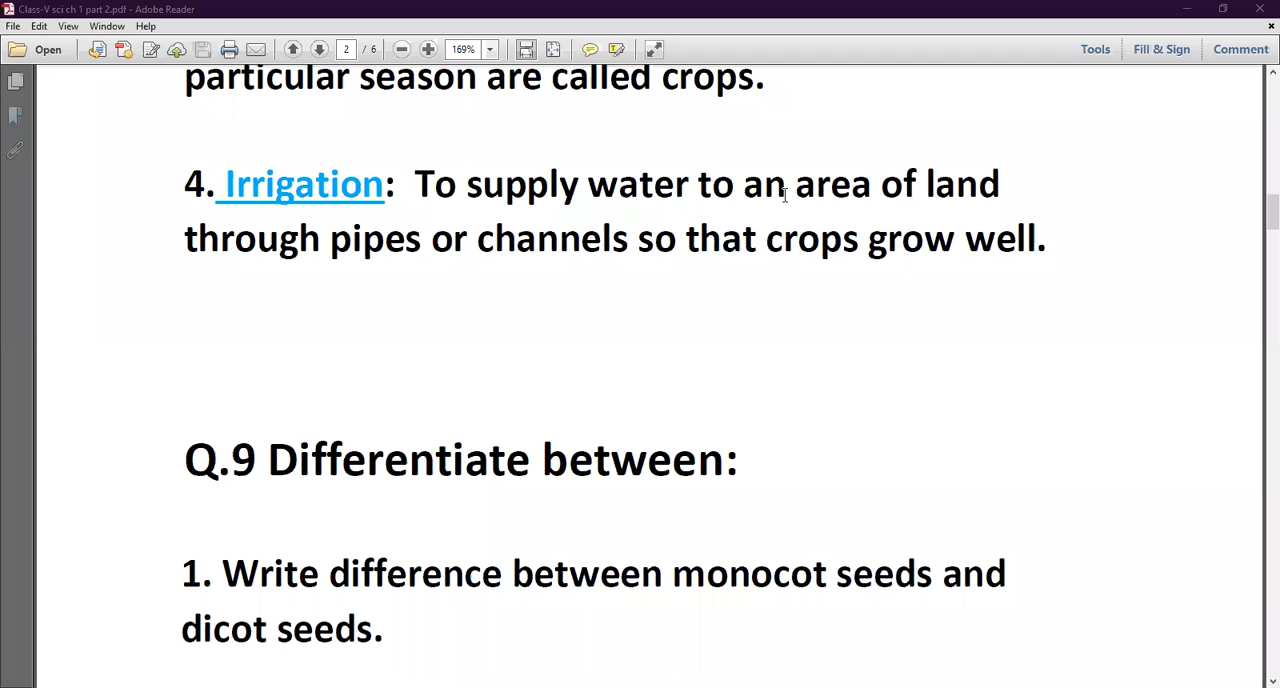 Class-V sci ch 1 part 2.pdf - Adobe Reader
File Edit View Window Help
Open 2 / 6 169% Tools Fill & Sign Comment
particular season are called crops.
4. Irrigation: To supply water to an area of land
through pipes or channels so that crops grow well.
Q.9 Differentiate between:
1. Write difference between monocot seeds and
dicot seeds.